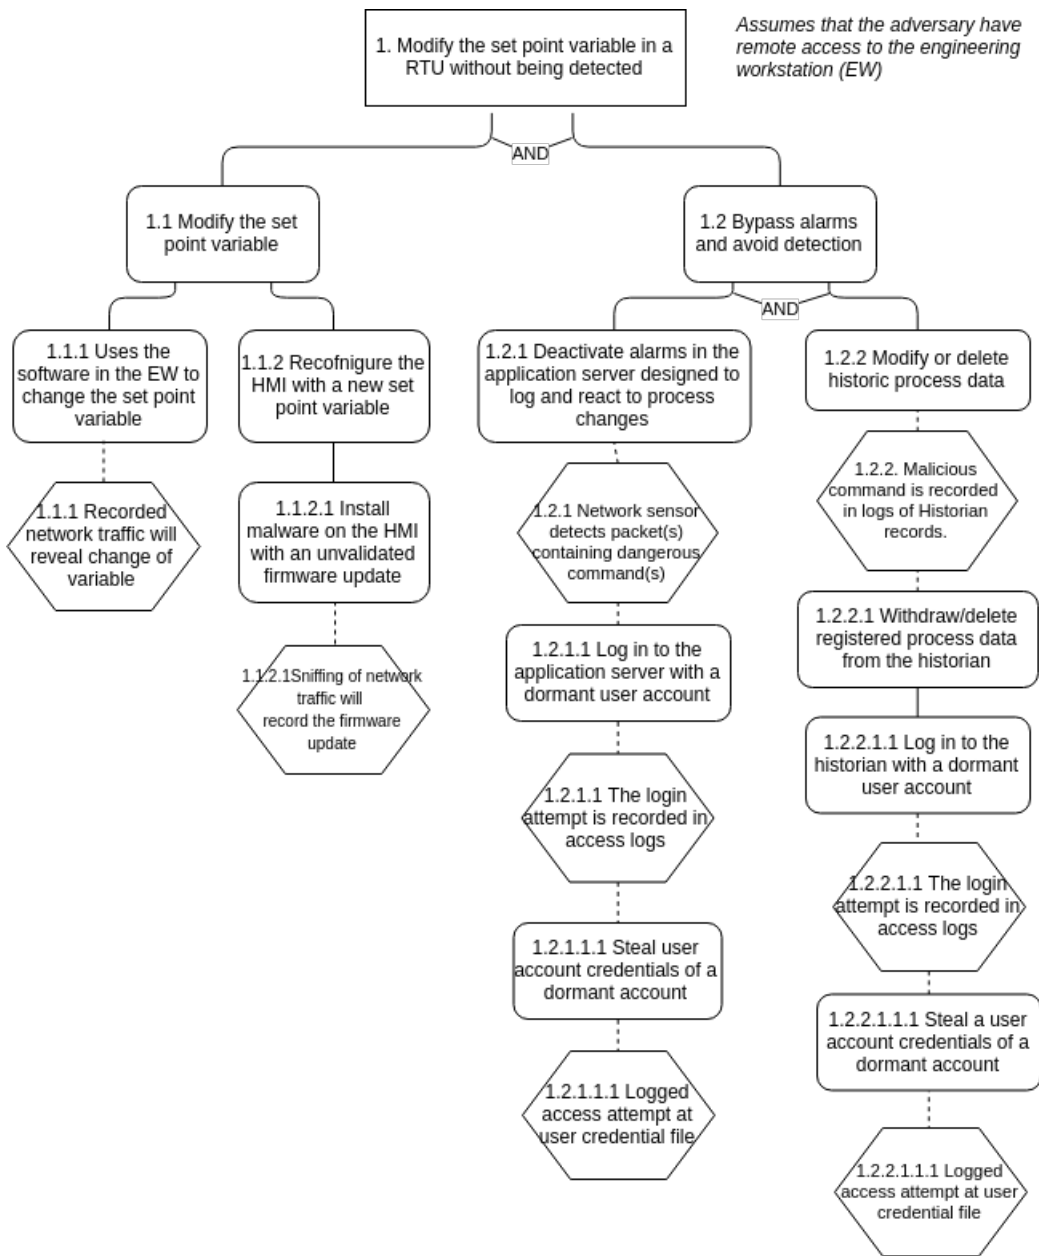 1. Modify the set point variable in a
RTU without being detected
Assumes that the adversary have
remote access to the engineering
workstation (EW)
AND
1.1 Modify the set
point variable
1.2 Bypass alarms
and avoid detection
AND
1.1.1 Uses the
software in the EW to
change the set point
variable
1.1.2 Recofnigure the
HMI with a new set
point variable
1.2.1 Deactivate alarms in the
application server designed to
log and react to process
changes
1.2.2 Modify or delete
historic process data
1.1.1 Recorded
network traffic will
reveal change of
variable
1.1.2.1 Install
malware on the HMI
with an unvalidated
firmware update
1.2.1 Network sensor
detects packet(s)
containing dangerous
command(s)
1.2.2. Malicious
command is recorded
in logs of Historian
records.
1.1.2.1Sniffing of network
traffic will
record the firmware
update
1.2.1.1 Log in to the
application server with a
dormant user account
1.2.2.1 Withdraw/delete
registered process data
from the historian
1.2.2.1.1 Log in to the
historian with a dormant
user account
1.2.1.1 The login
attempt is recorded in
access logs
1.2.2.1.1 The login
attempt is recorded in
access logs
1.2.1.1.1 Steal user
account credentials of a
dormant account
1.2.2.1.1.1 Steal a user
account credentials of a
dormant account
1.2.1.1.1 Logged
access attempt at
user credential file
1.2.2.1.1.1 Logged
access attempt at user
credential file